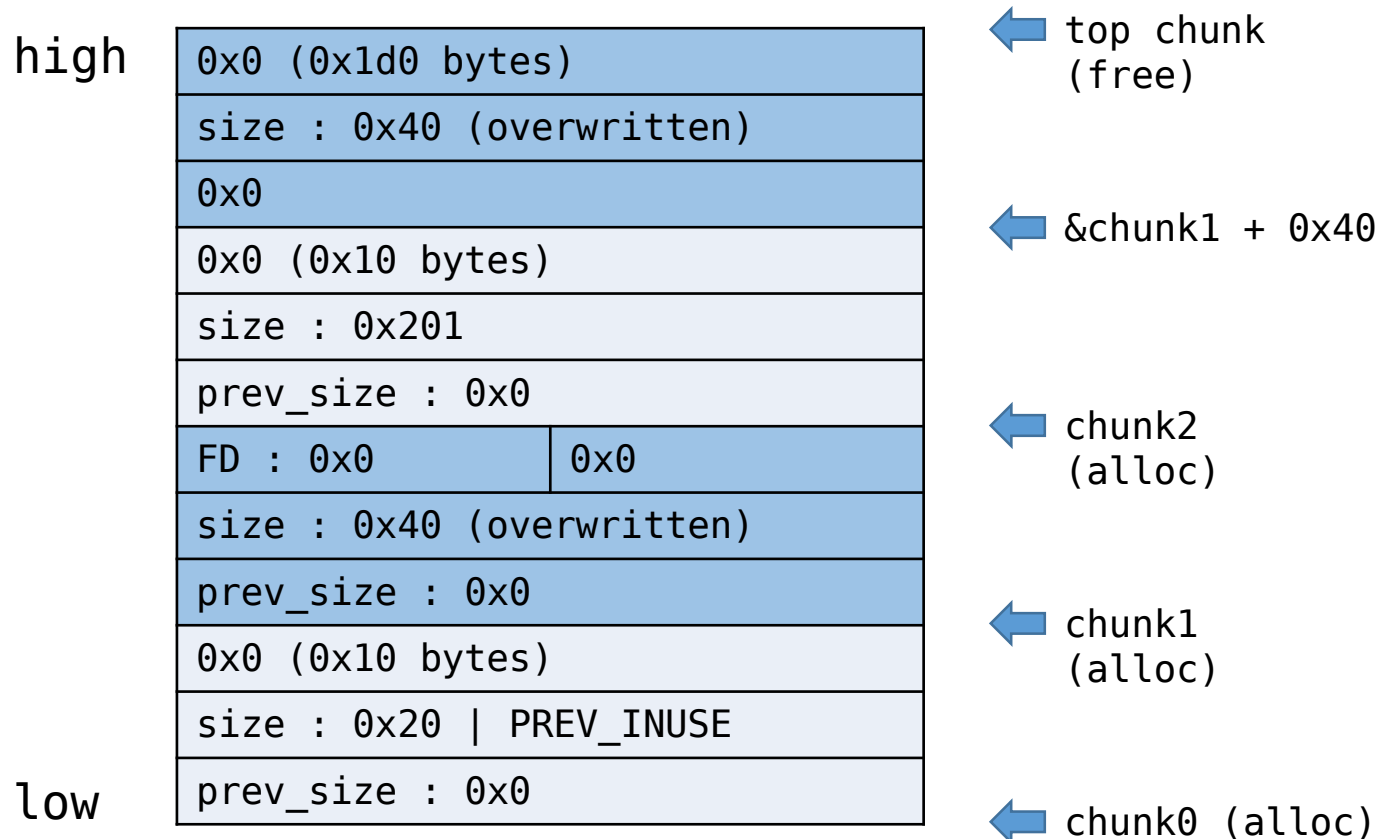 high
0x0 (0x1d0 bytes)
size : 0x40 (overwritten)
0x0
0x0 (0x10 bytes)
size : 0x201
prev_size : 0x0
FD : 0x0
0x0
size : 0x40 (overwritten)
prev_size : 0x0
0x0 (0x10 bytes)
size : 0x20 | PREV_INUSE
prev_size : 0x0
low
top chunk
(free)
&chunk1 + 0x40
chunk2
(alloc)
chunk1
(alloc)
chunk0 (alloc)